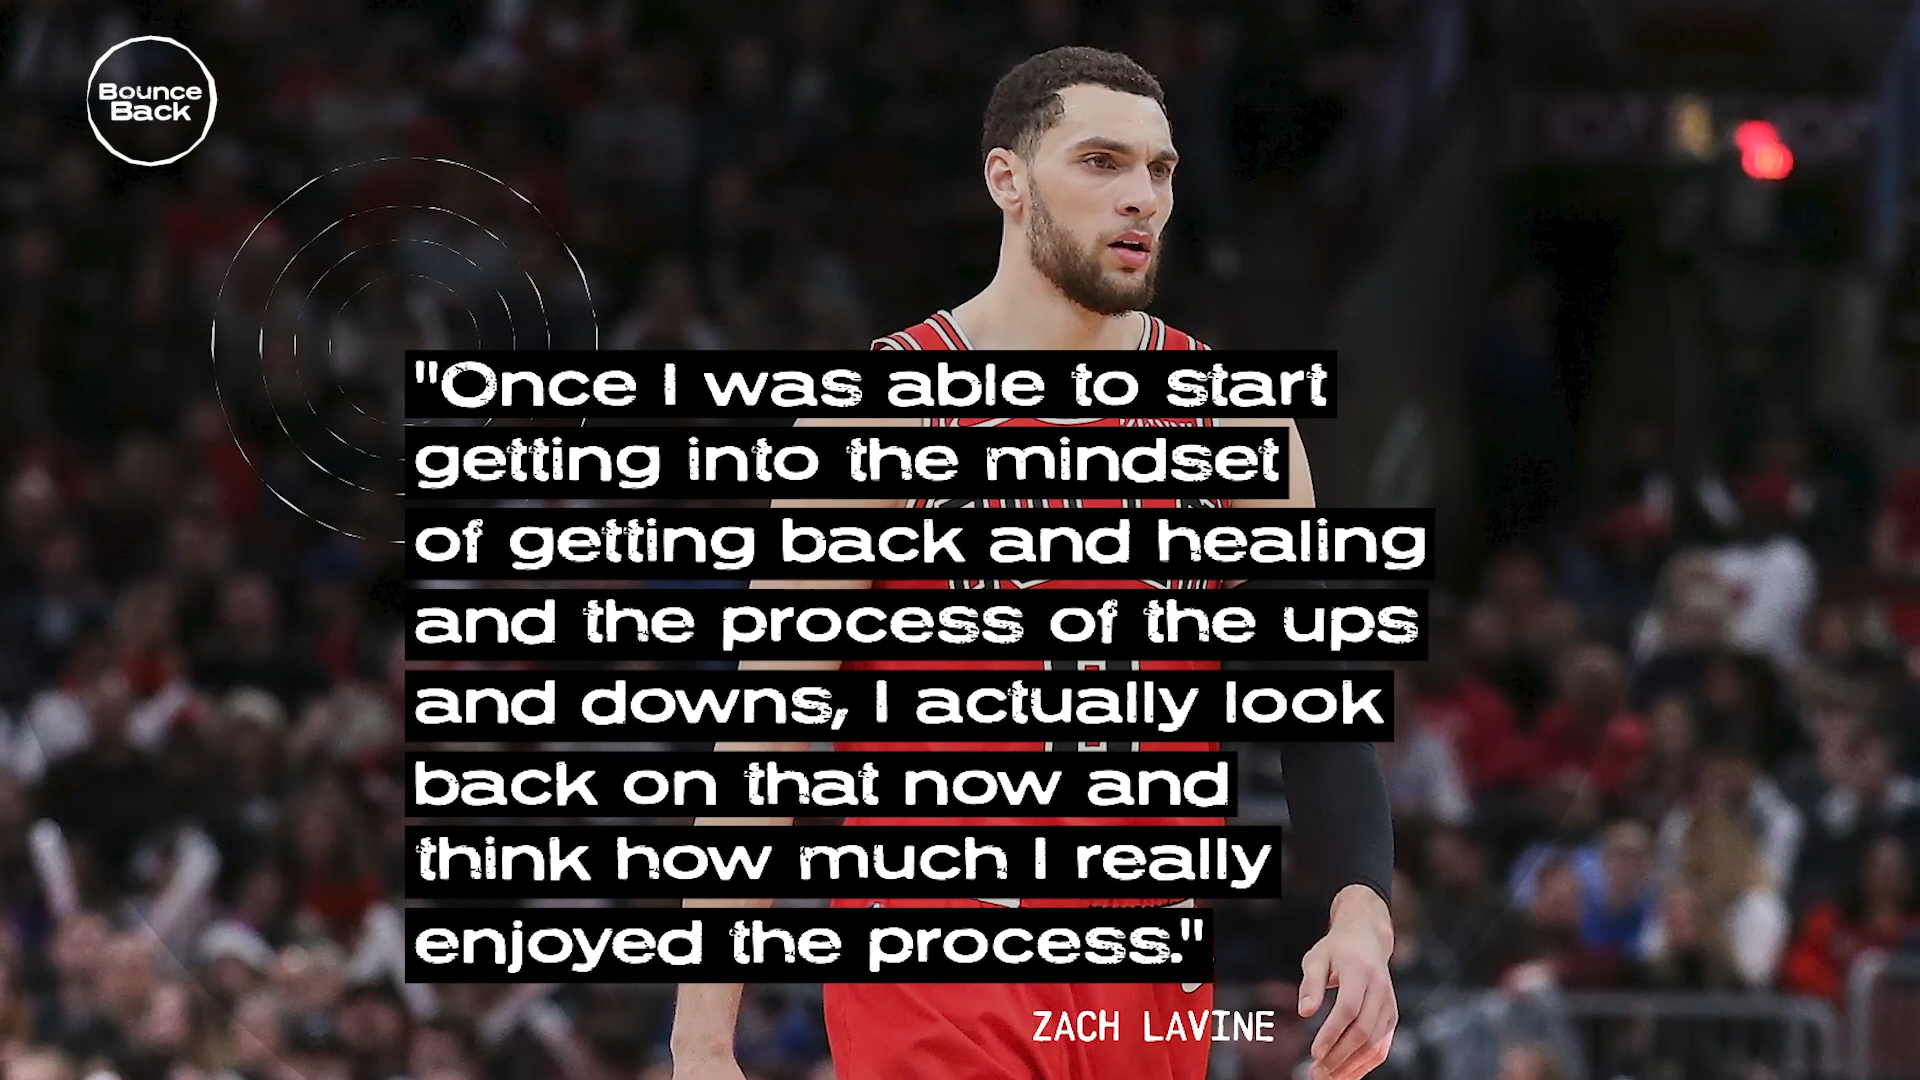 Bounce
Back
"Once I was able to start
getting into the mindset
of getting back and healing
and the process of the ups
and downs, I actually look
back on that now and
think how much I really
enjoyed the process."
ZACH LAVINE